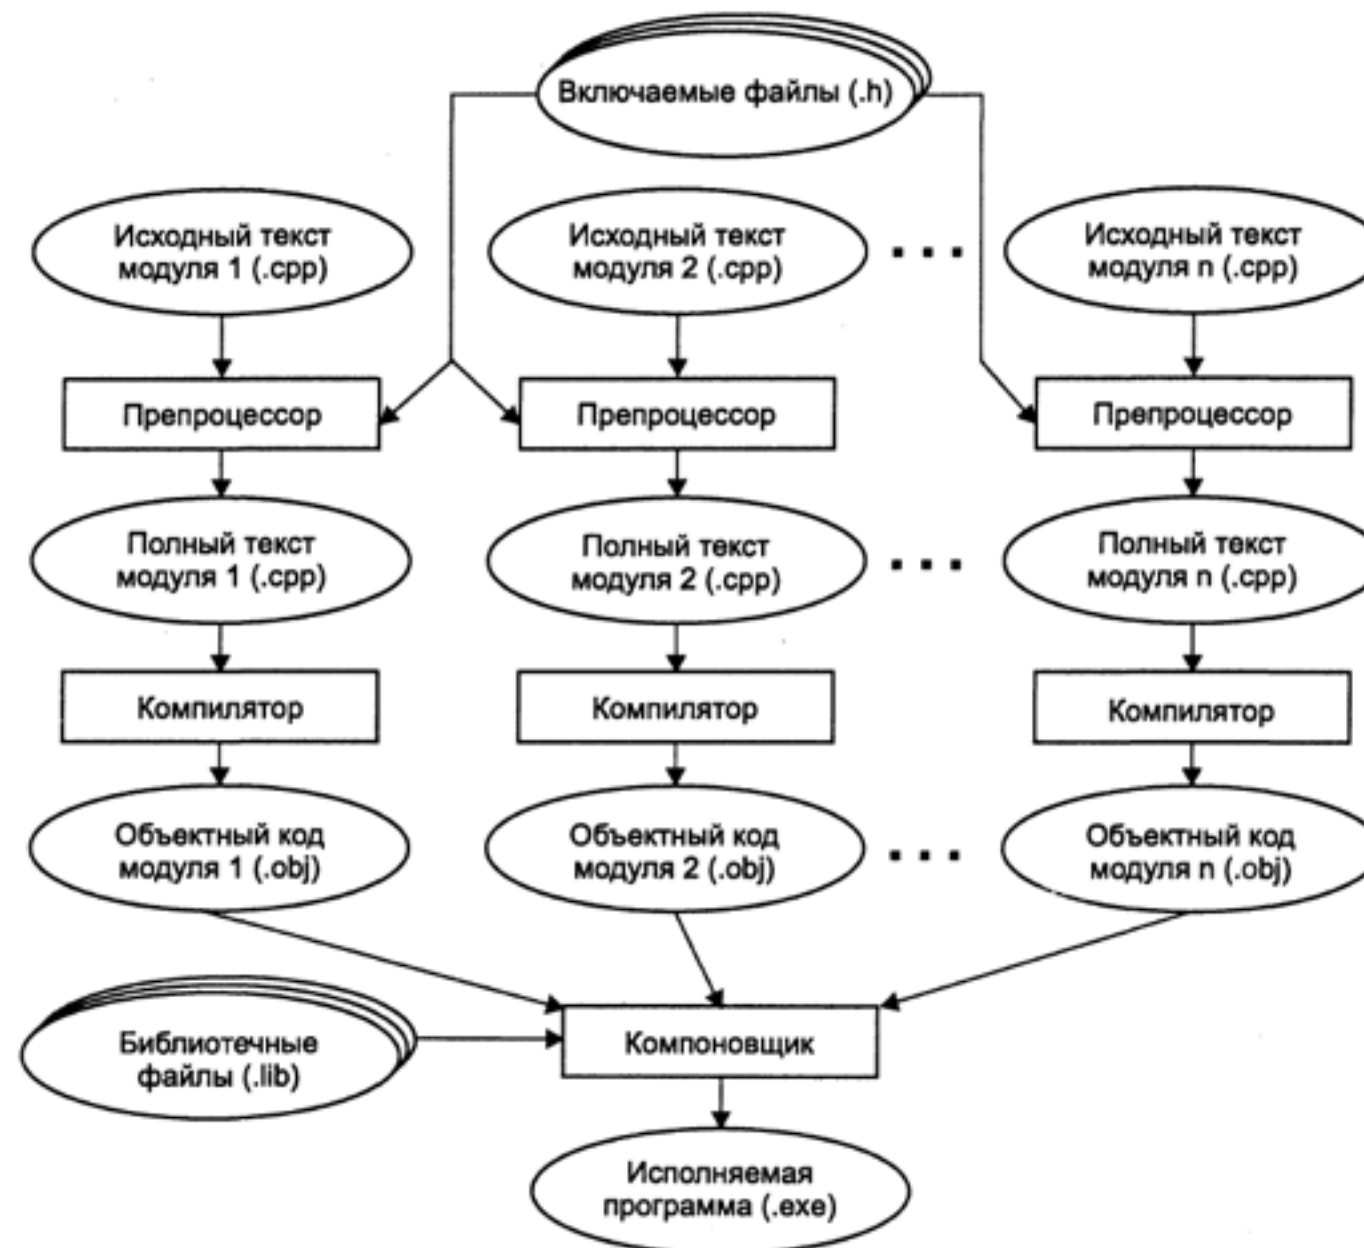 Включаемые файлы (.h)
Исходный текст
модуля 1 (.cpp)
Исходный текст
модуля 2 (.cpp)
Исходный текст
модуля n (.cpp)
Препроцессор
Препроцессор
Препроцессор
Полный текст
модуля 1 (.cpp)
Полный текст
модуля 2 (.cpp)
Полный текст
модуля n (.cpp)
Компилятор
Компилятор
Компилятор
Объектный код
модуля 1 (.obj)
Объектный код
модуля 2 (.obj)
Объектный код
модуля n (.obj)
Библиотечные
файлы (.lib)
Компоновщик
Исполняемая
программа (.exe)